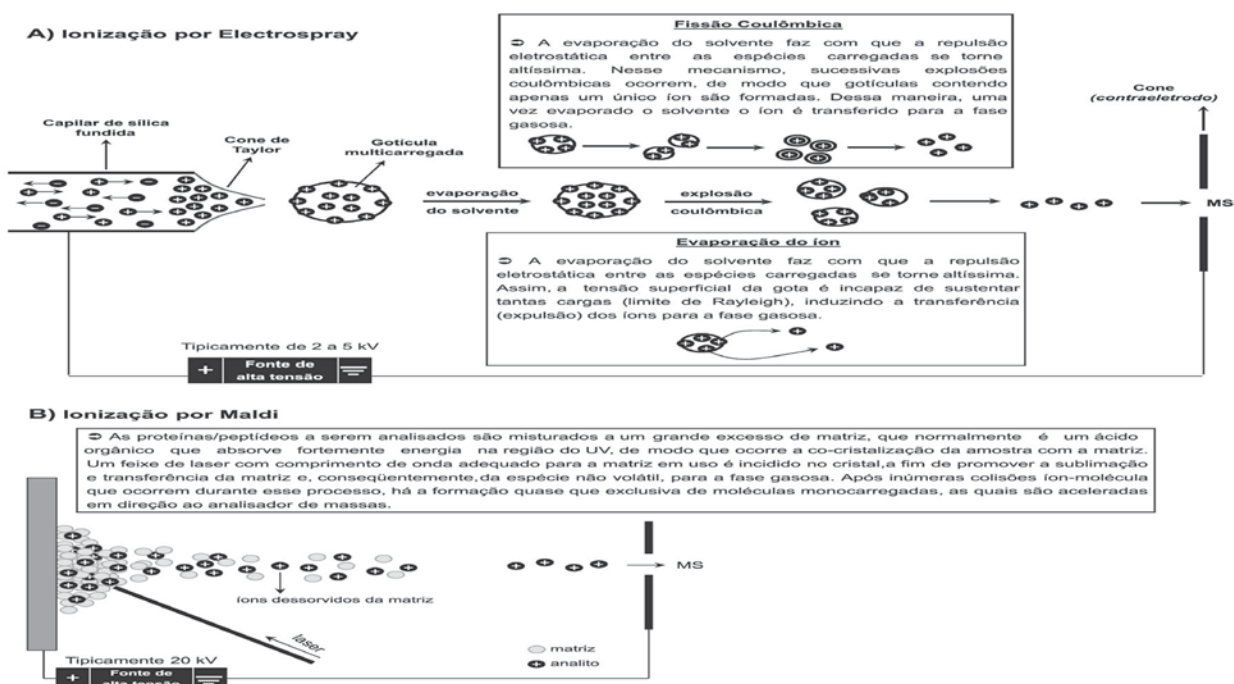 A) Ionização por Electrospray
Fissão Coulômbica
➲ A evaporação do solvente faz com que a repulsão
eletrostática entre as espécies carregadas se torne
altíssima. Nesse mecanismo, sucessivas explosões
coulômbicas ocorrem, de modo que gotículas contendo
apenas um único íon são formadas. Dessa maneira, uma
vez evaporado o solvente o íon é transferido para a fase
gasosa.
Cone
(contraeletrodo)
Capilar de sílica
fundida
Cone de
Taylor
Gotícula
multicarregada
evaporação
do solvente
explosão
coulômbica
MS
Evaporação do íon
➲ A evaporação do solvente faz com que a repulsão
eletrostática entre as espécies carregadas se torne altíssima.
Assim, a tensão superficial da gota é incapaz de sustentar
tantas cargas (limite de Rayleigh), induzindo a transferência
(expulsão) dos íons para a fase gasosa.
Tipicamente de 2 a 5 kV
+ Fonte de
alta tensão
B) Ionização por Maldi
➲ As proteínas/peptídeos a serem analisados são misturados a um grande excesso de matriz, que normalmente é um ácido
orgânico que absorve fortemente energia na região do UV, de modo que ocorre a co-cristalização da amostra com a matriz.
Um feixe de laser com comprimento de onda adequado para a matriz em uso é incidido no cristal,a fim de promover a sublimação
e transferência da matriz e, conseqüentemente,da espécie não volátil, para a fase gasosa. Após inúmeras colisões íon-molécula
que ocorrem durante esse processo, há a formação quase que exclusiva de moléculas monocarregadas, as quais são aceleradas
em direção ao analisador de massas.
MS
íons dessorvidos da matriz
laser
matriz
analito
Tipicamente 20 kV
+ Fonte de
alta tensão